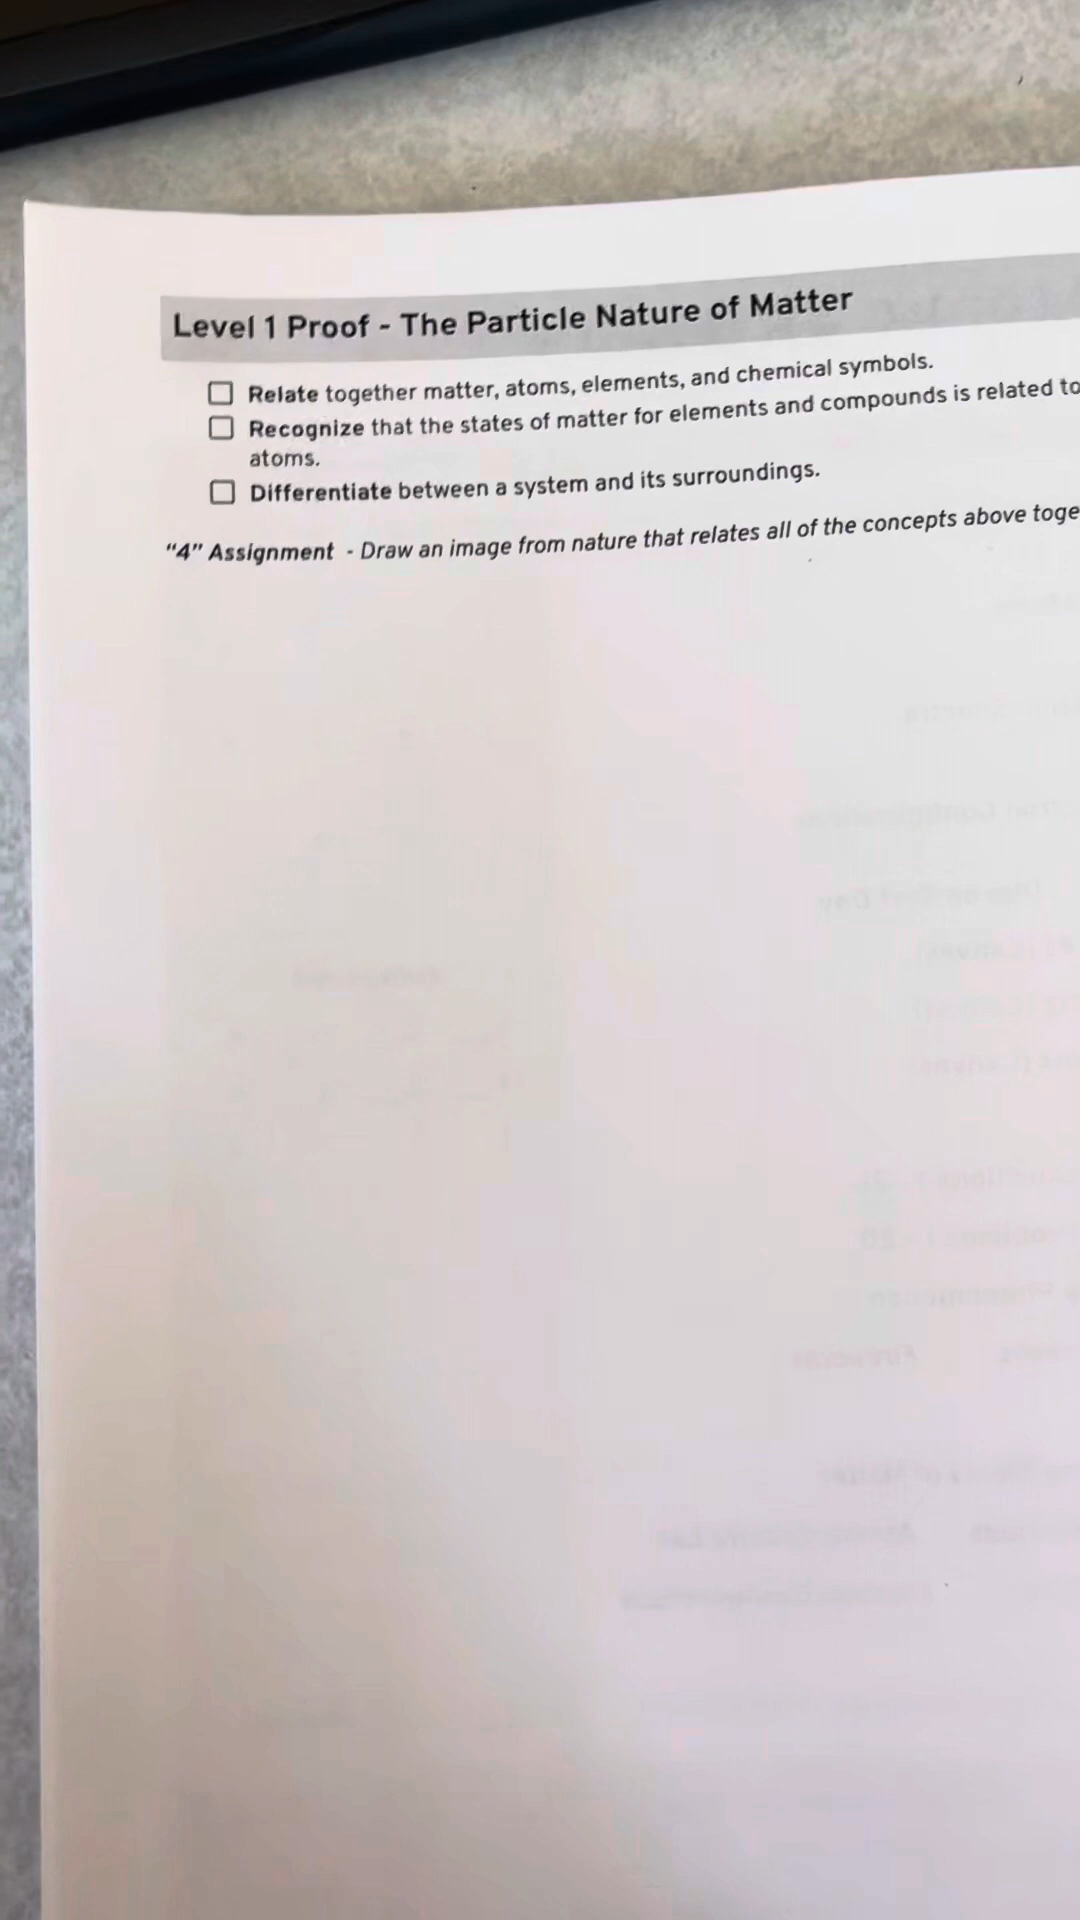 Level 1 Proof - The Particle Nature of Matter
Relate together matter, atoms, elements, and chemical symbols.
Recognize that the states of matter for elements and compounds is related to
atoms.
Differentiate between a system and its surroundings.
"4" Assignment - Draw an image from nature that relates all of the concepts above toge